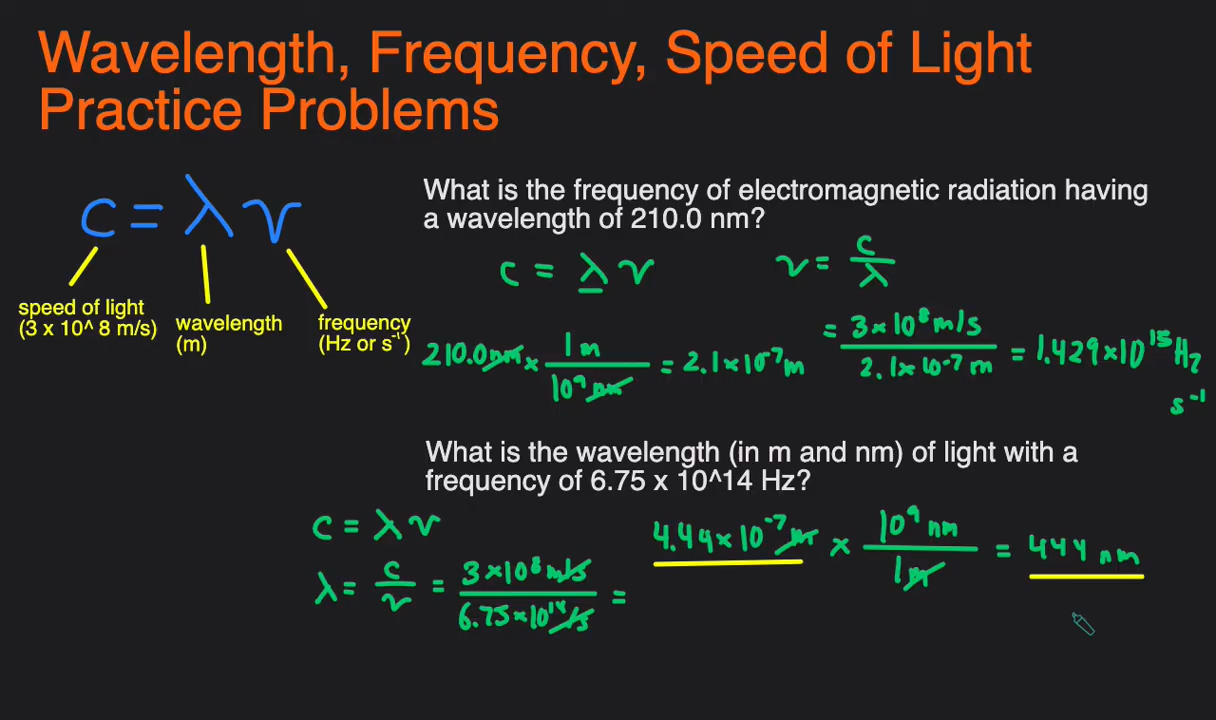 Wavelength, Frequency, Speed of Light
Practice Problems
c = λ ν
speed of light
(3 x 10^ 8 m/s)
wavelength
(m)
frequency
(Hz or s⁻¹)
What is the frequency of electromagnetic radiation having
a wavelength of 210.0 nm?
c = λ ν
ν = c / λ
210.0 nm × 1 m / 10⁹ nm = 2.1 × 10⁻⁷ m
= 3 × 10⁸ m/s / 2.1 × 10⁻⁷ m = 1.429 × 10¹⁵ Hz
s⁻¹
What is the wavelength (in m and nm) of light with a
frequency of 6.75 x 10^14 Hz?
c = λ ν
λ = c / ν = 3 × 10⁸ m/s / 6.75 × 10¹⁴ /s =
4.44 × 10⁻⁷ m × 10⁹ nm / 1 m = 444 nm